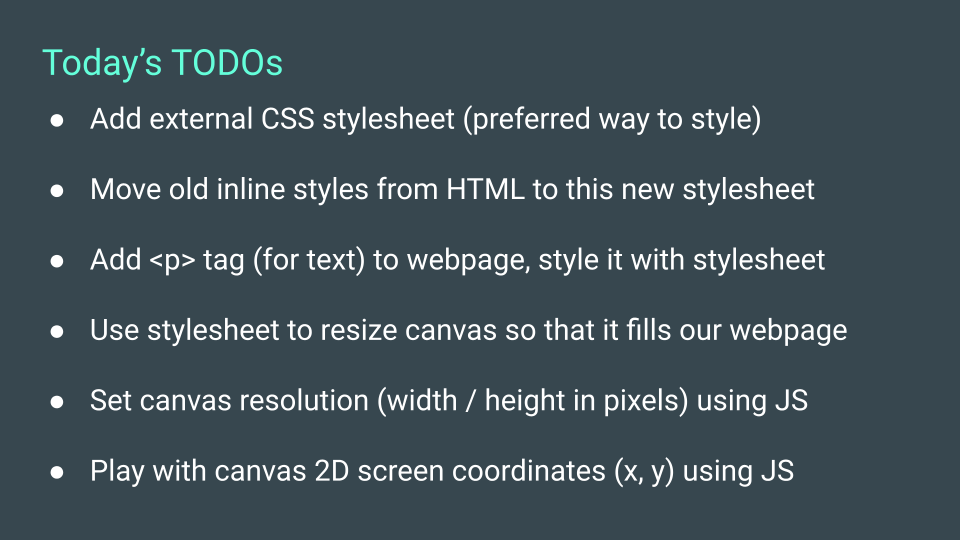 Today’s TODOs
● Add external CSS stylesheet (preferred way to style)
● Move old inline styles from HTML to this new stylesheet
● Add <p> tag (for text) to webpage, style it with stylesheet
● Use stylesheet to resize canvas so that it fills our webpage
● Set canvas resolution (width / height in pixels) using JS
● Play with canvas 2D screen coordinates (x, y) using JS